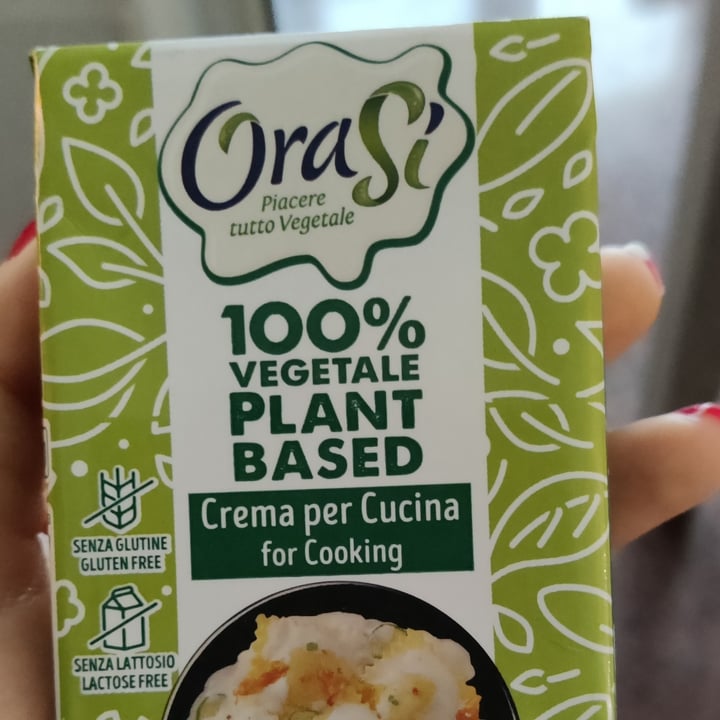 OraSì
Piacere
tutto Vegetale
100%
VEGETALE
PLANT
BASED
Crema per Cucina
for Cooking
SENZA GLUTINE
GLUTEN FREE
SENZA LATTOSIO
LACTOSE FREE